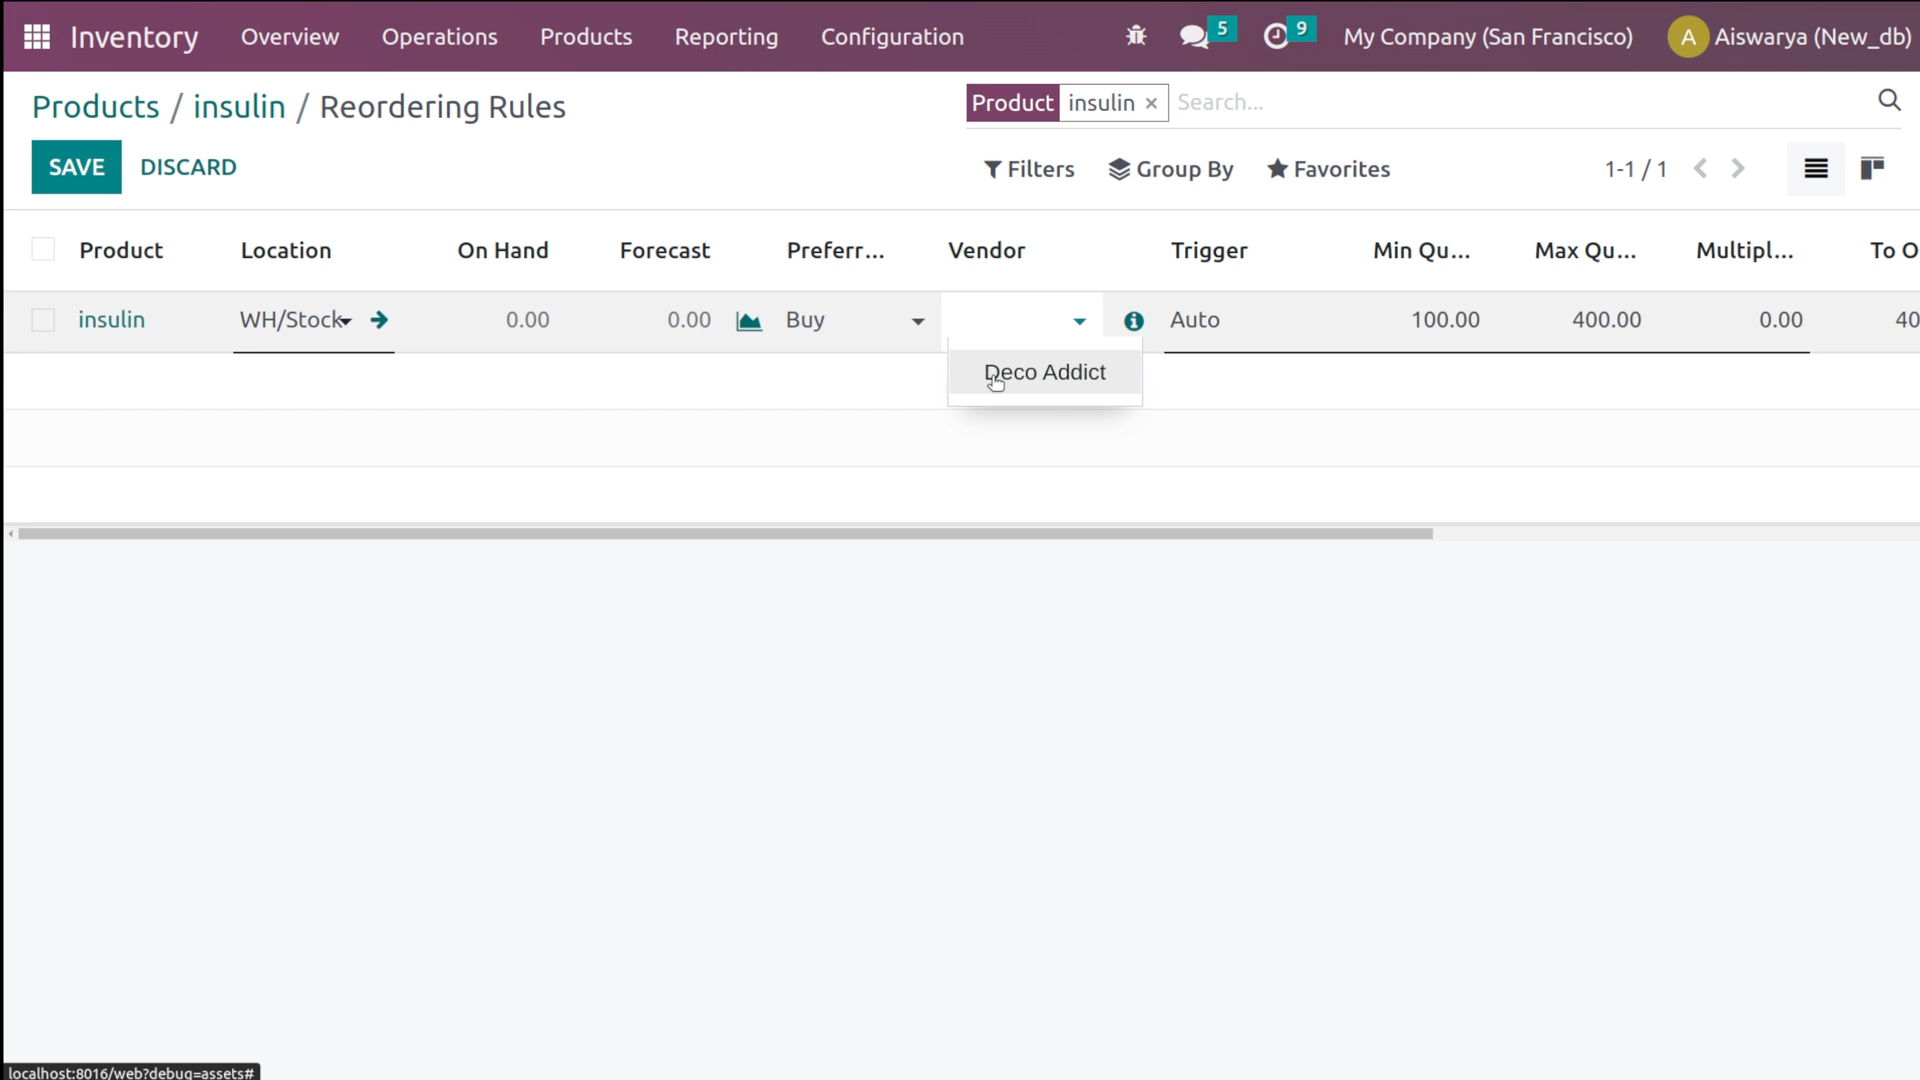 Inventory Overview Operations Products Reporting Configuration 5 9 My Company (San Francisco) A Aiswarya (New_db)
Products / insulin / Reordering Rules
Product insulin × Search...
SAVE DISCARD
Filters Group By Favorites 1-1 / 1
Product Location On Hand Forecast Preferr... Vendor Trigger Min Qu... Max Qu... Multipl... To O
insulin WH/Stock 0.00 0.00 Buy Auto 100.00 400.00 0.00 40
Deco Addict
localhost:8016/web?debug=assets#